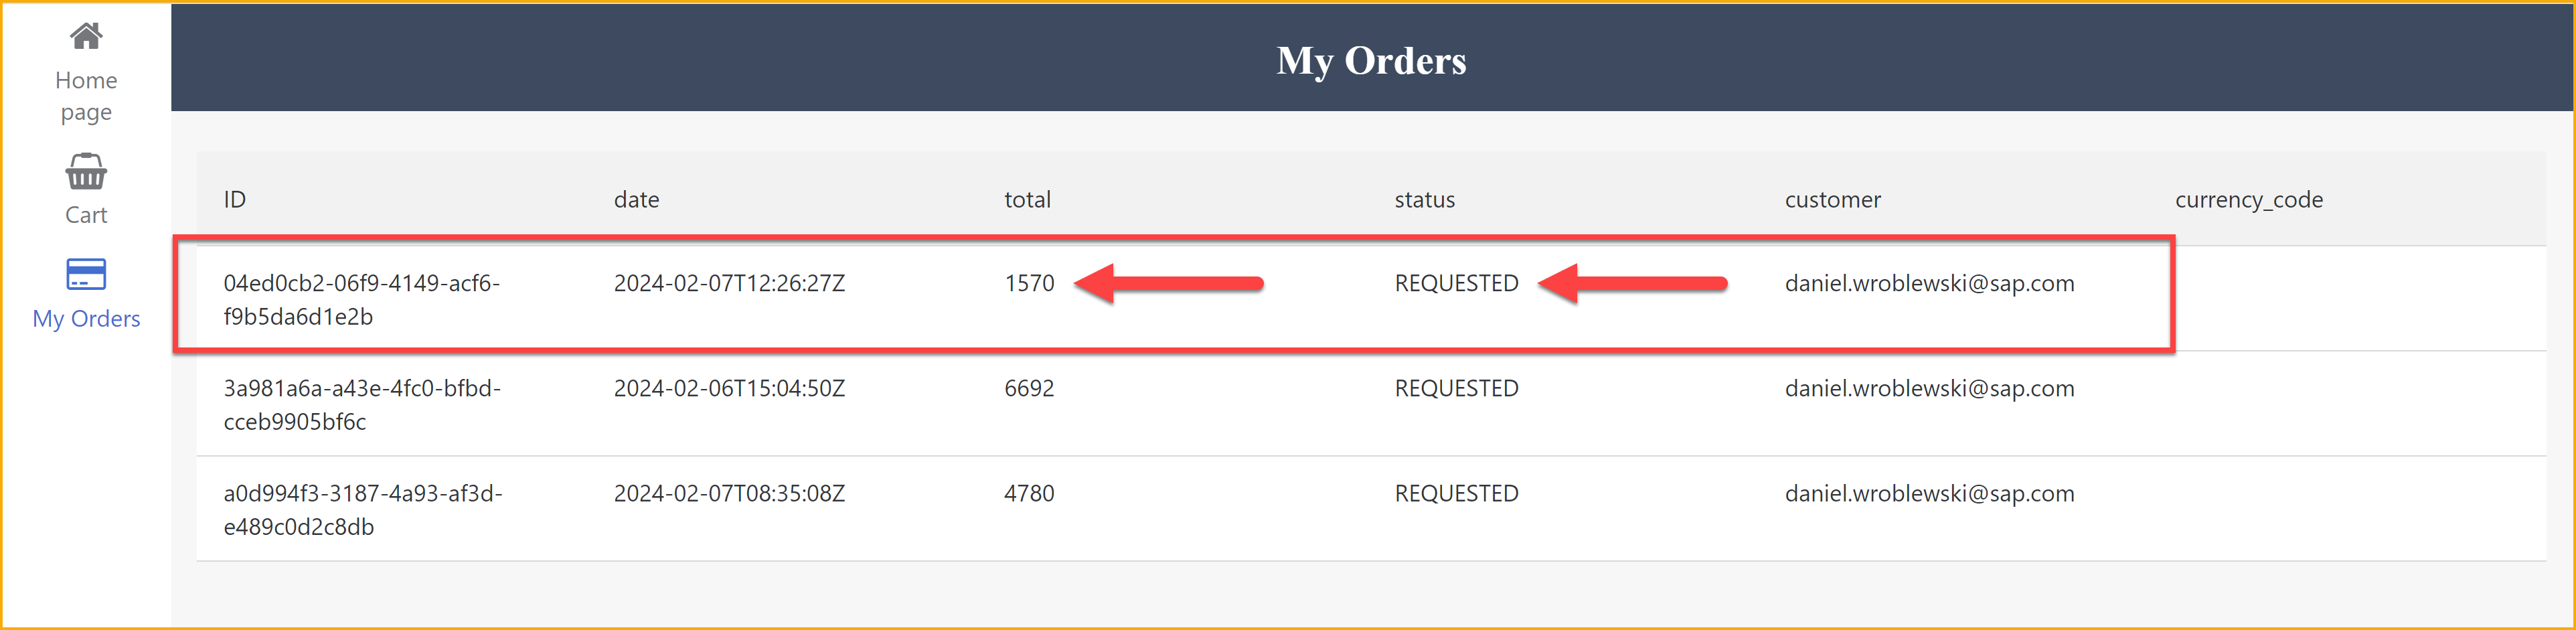 Home
page
Cart
My Orders
My Orders
ID date total status customer currency_code
04ed0cb2-06f9-4149-acf6- 2024-02-07T12:26:27Z 1570 REQUESTED daniel.wroblewski@sap.com
f9b5da6d1e2b
3a981a6a-a43e-4fc0-bfbd- 2024-02-06T15:04:50Z 6692 REQUESTED daniel.wroblewski@sap.com
cceb9905bf6c
a0d994f3-3187-4a93-af3d- 2024-02-07T08:35:08Z 4780 REQUESTED daniel.wroblewski@sap.com
e489c0d2c8db